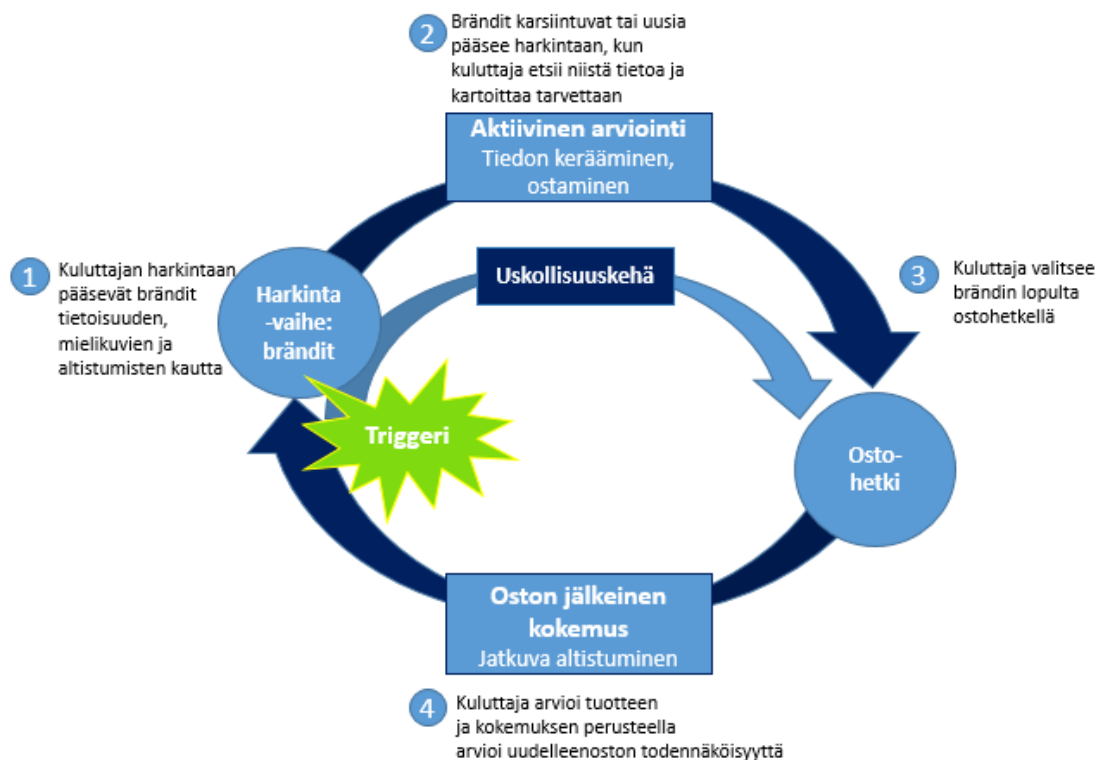 2
Brändit karsiintuvat tai uusia
pääsee harkintaan, kun
kuluttaja etsii niistä tietoa ja
kartoittaa tarvettaan
Aktiivinen arviointi
Tiedon kerääminen,
ostaminen
1
Kuluttajan harkintaan
pääsevät brändit
tietoisuuden,
mielikuvien ja
altistumisten kautta
Harkinta
-vaihe:
brändit
Uskollisuuskehä
3
Kuluttaja valitsee
brändin lopulta
ostohetkellä
Triggeri
Osto-
hetki
Oston jälkeinen
kokemus
Jatkuva altistuminen
4
Kuluttaja arvioi tuotteen
ja kokemuksen perusteella
arvioi uudelleenoston todennäköisyyttä